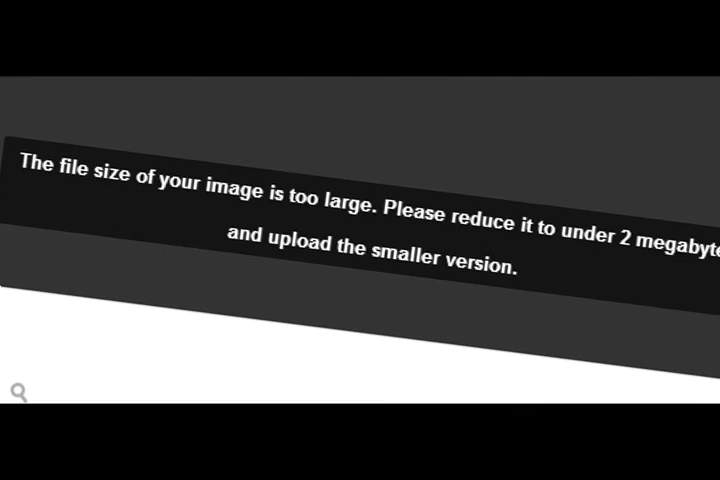 The file size of your image is too large. Please reduce it to under 2 megabyte
and upload the smaller version.